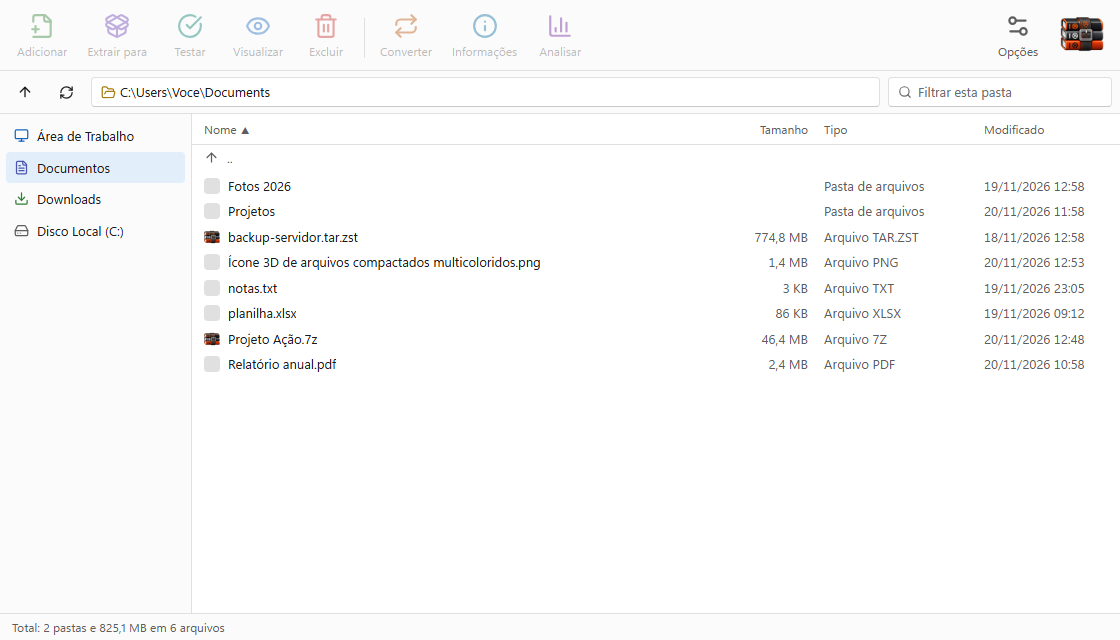 Adicionar Extrair para Testar Visualizar Excluir Converter Informações Analisar Opções
C:\Users\Voce\Documents Filtrar esta pasta
Área de Trabalho
Documentos
Downloads
Disco Local (C:)
Nome ▲ Tamanho Tipo Modificado
..
Fotos 2026 Pasta de arquivos 19/11/2026 12:58
Projetos Pasta de arquivos 20/11/2026 11:58
backup-servidor.tar.zst 774,8 MB Arquivo TAR.ZST 18/11/2026 12:58
Ícone 3D de arquivos compactados multicoloridos.png 1,4 MB Arquivo PNG 20/11/2026 12:53
notas.txt 3 KB Arquivo TXT 19/11/2026 23:05
planilha.xlsx 86 KB Arquivo XLSX 19/11/2026 09:12
Projeto Ação.7z 46,4 MB Arquivo 7Z 20/11/2026 12:48
Relatório anual.pdf 2,4 MB Arquivo PDF 20/11/2026 10:58
Total: 2 pastas e 825,1 MB em 6 arquivos